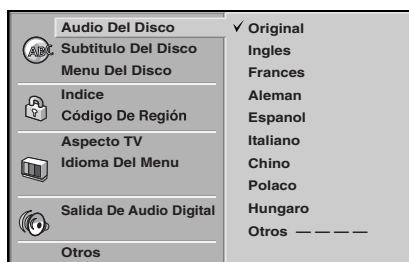 Audio Del Disco
Subtitulo Del Disco
Menu Del Disco
Indice
Código De Región
Aspecto TV
Idioma Del Menu
Salida De Audio Digital
Otros
✓ Original
Ingles
Frances
Aleman
Espanol
Italiano
Chino
Polaco
Hungaro
Otros — — — —
ABC